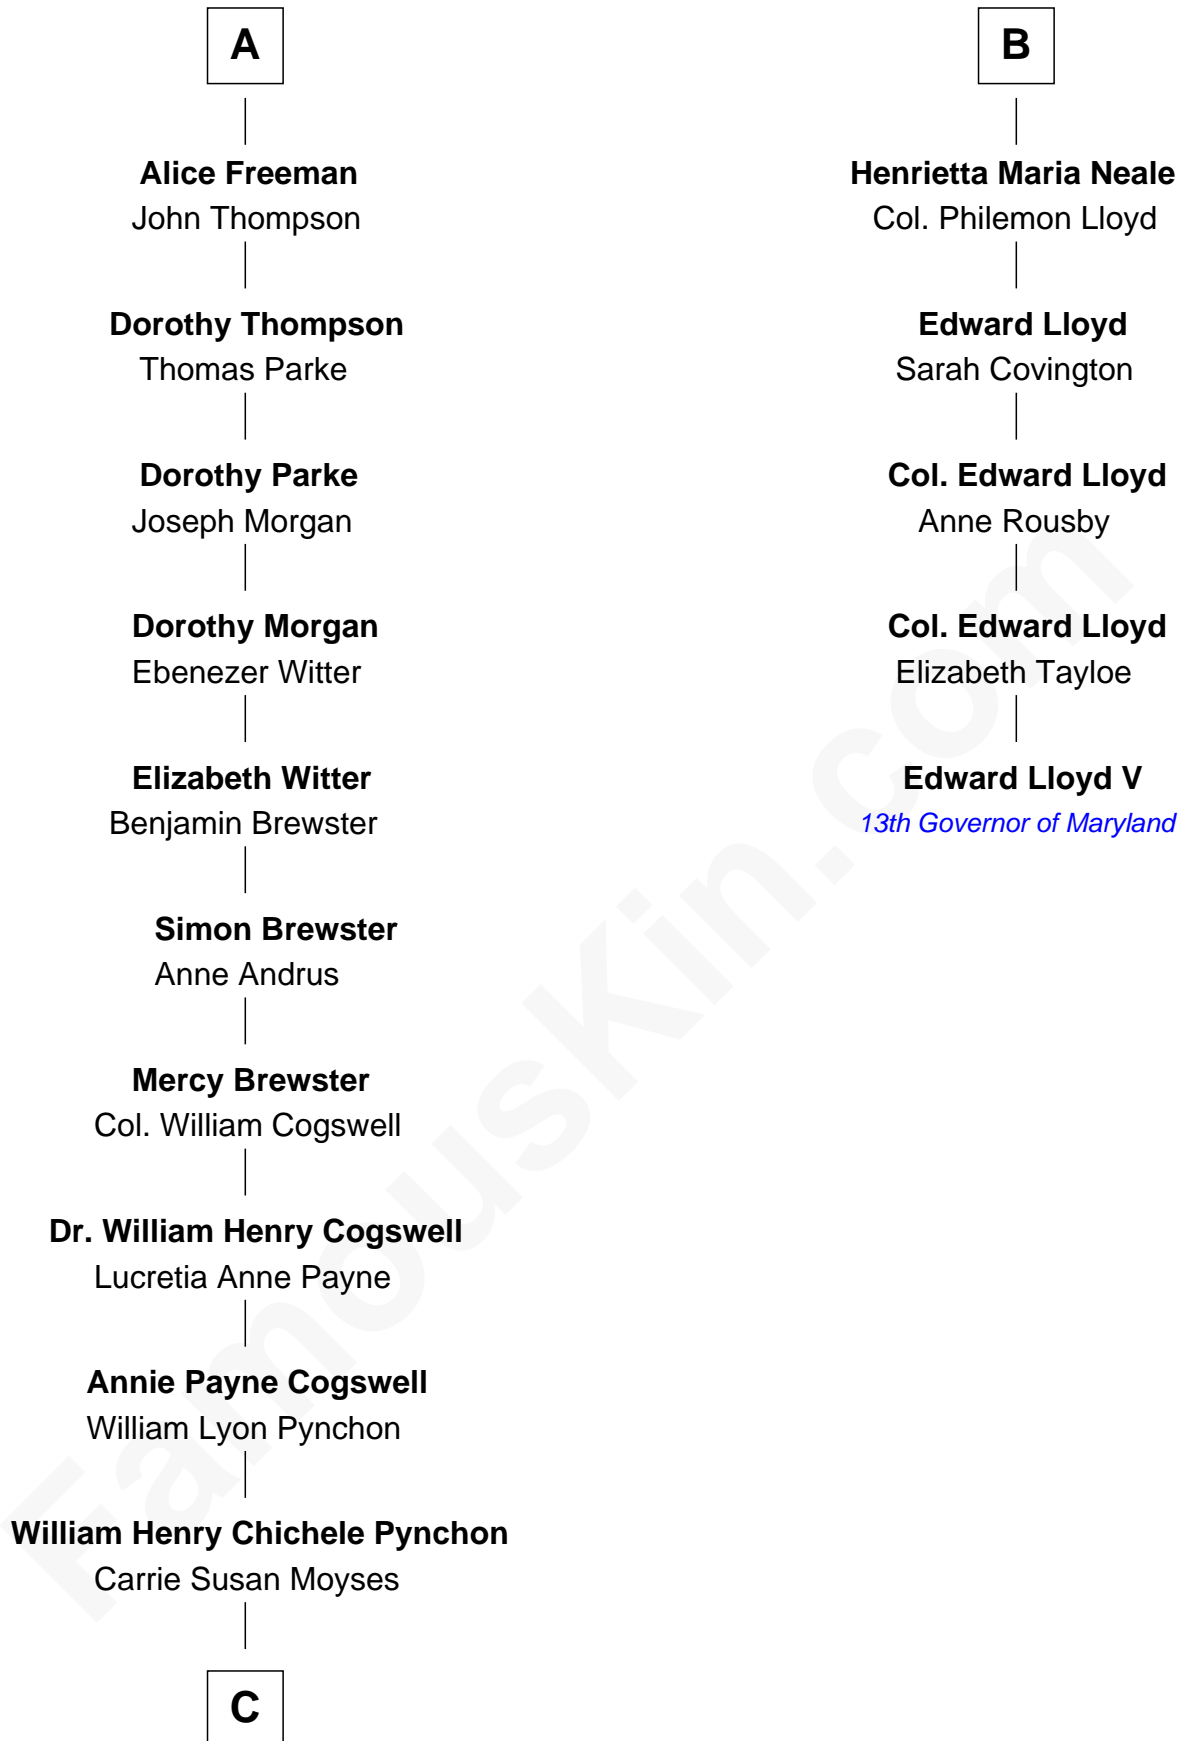 A
Alice Freeman
John Thompson
Dorothy Thompson
Thomas Parke
Dorothy Parke
Joseph Morgan
Dorothy Morgan
Ebenezer Witter
Elizabeth Witter
Benjamin Brewster
Simon Brewster
Anne Andrus
Mercy Brewster
Col. William Cogswell
Dr. William Henry Cogswell
Lucretia Anne Payne
Annie Payne Cogswell
William Lyon Pynchon
William Henry Chichele Pynchon
Carrie Susan Moyses
C
B
Henrietta Maria Neale
Col. Philemon Lloyd
Edward Lloyd
Sarah Covington
Col. Edward Lloyd
Anne Rousby
Col. Edward Lloyd
Elizabeth Tayloe
Edward Lloyd V
13th Governor of Maryland
FamousKin.com